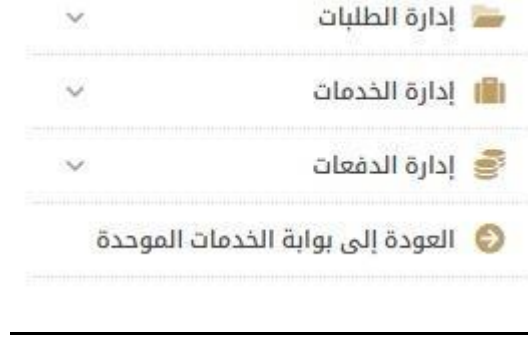 إدارة الطلبات
إدارة الخدمات
إدارة الدفعات
العودة إلى بوابة الخدمات الموحدة